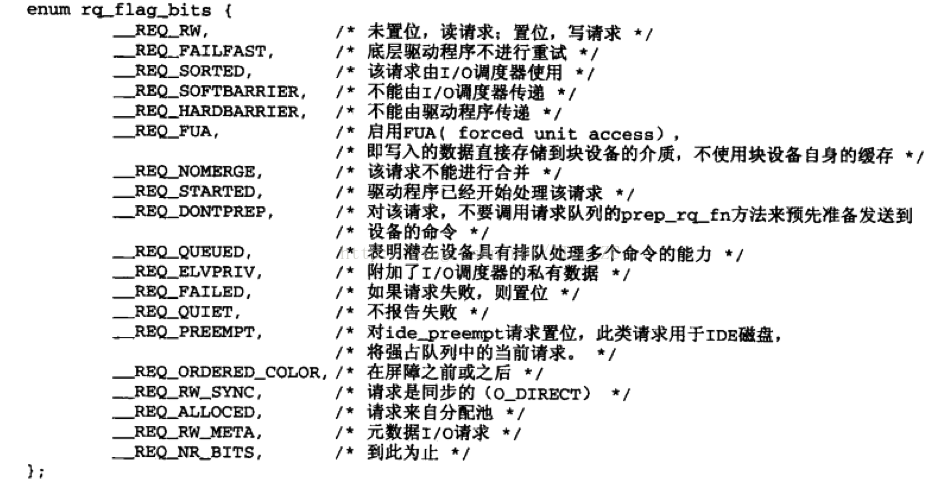 enum rq_flag_bits {
__REQ_RW, /* 未置位，读请求；置位，写请求 */
__REQ_FAILFAST, /* 底层驱动程序不进行重试 */
__REQ_SORTED, /* 该请求由I/O调度器使用 */
__REQ_SOFTBARRIER, /* 不能由I/O调度器传递 */
__REQ_HARDBARRIER, /* 不能由驱动程序传递 */
__REQ_FUA, /* 启用FUA( forced unit access)，
/* 即写入的数据直接存储到块设备的介质，不使用块设备自身的缓存 */
__REQ_NOMERGE, /* 该请求不能进行合并 */
__REQ_STARTED, /* 驱动程序已经开始处理该请求 */
__REQ_DONTPREP, /* 对该请求，不要调用请求队列的prep_rq_fn方法来预先准备发送到
/* 设备的命令 */
__REQ_QUEUED, /* 表明潜在设备具有排队处理多个命令的能力 */
__REQ_ELVPRIV, /* 附加了I/O调度器的私有数据 */
__REQ_FAILED, /* 如果请求失败，则置位 */
__REQ_QUIET, /* 不报告失败 */
__REQ_PREEMPT, /* 对ide_preempt请求置位，此类请求用于IDE磁盘，
/* 将强占队列中的当前请求。 */
__REQ_ORDERED_COLOR, /* 在屏障之前或之后 */
__REQ_RW_SYNC, /* 请求是同步的（O_DIRECT） */
__REQ_ALLOCED, /* 请求来自分配池 */
__REQ_RW_META, /* 元数据I/O请求 */
__REQ_NR_BITS, /* 到此为止 */
};